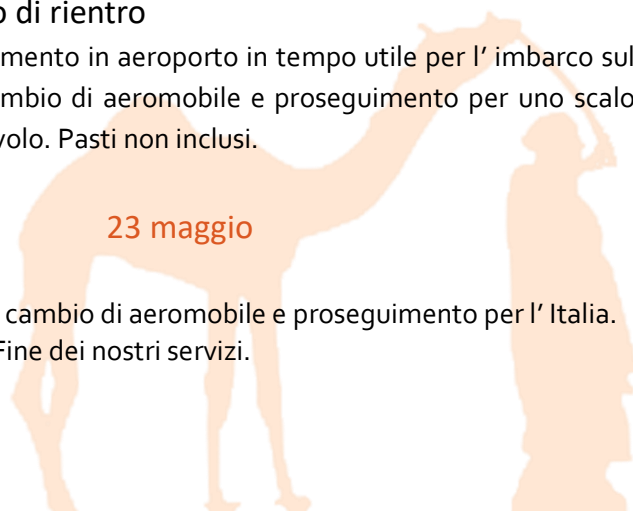 o di rientro
mento in aeroporto in tempo utile per l’ imbarco sul
mbio di aeromobile e proseguimento per uno scalo
volo. Pasti non inclusi.
23 maggio
cambio di aeromobile e proseguimento per l’ Italia.
Fine dei nostri servizi.